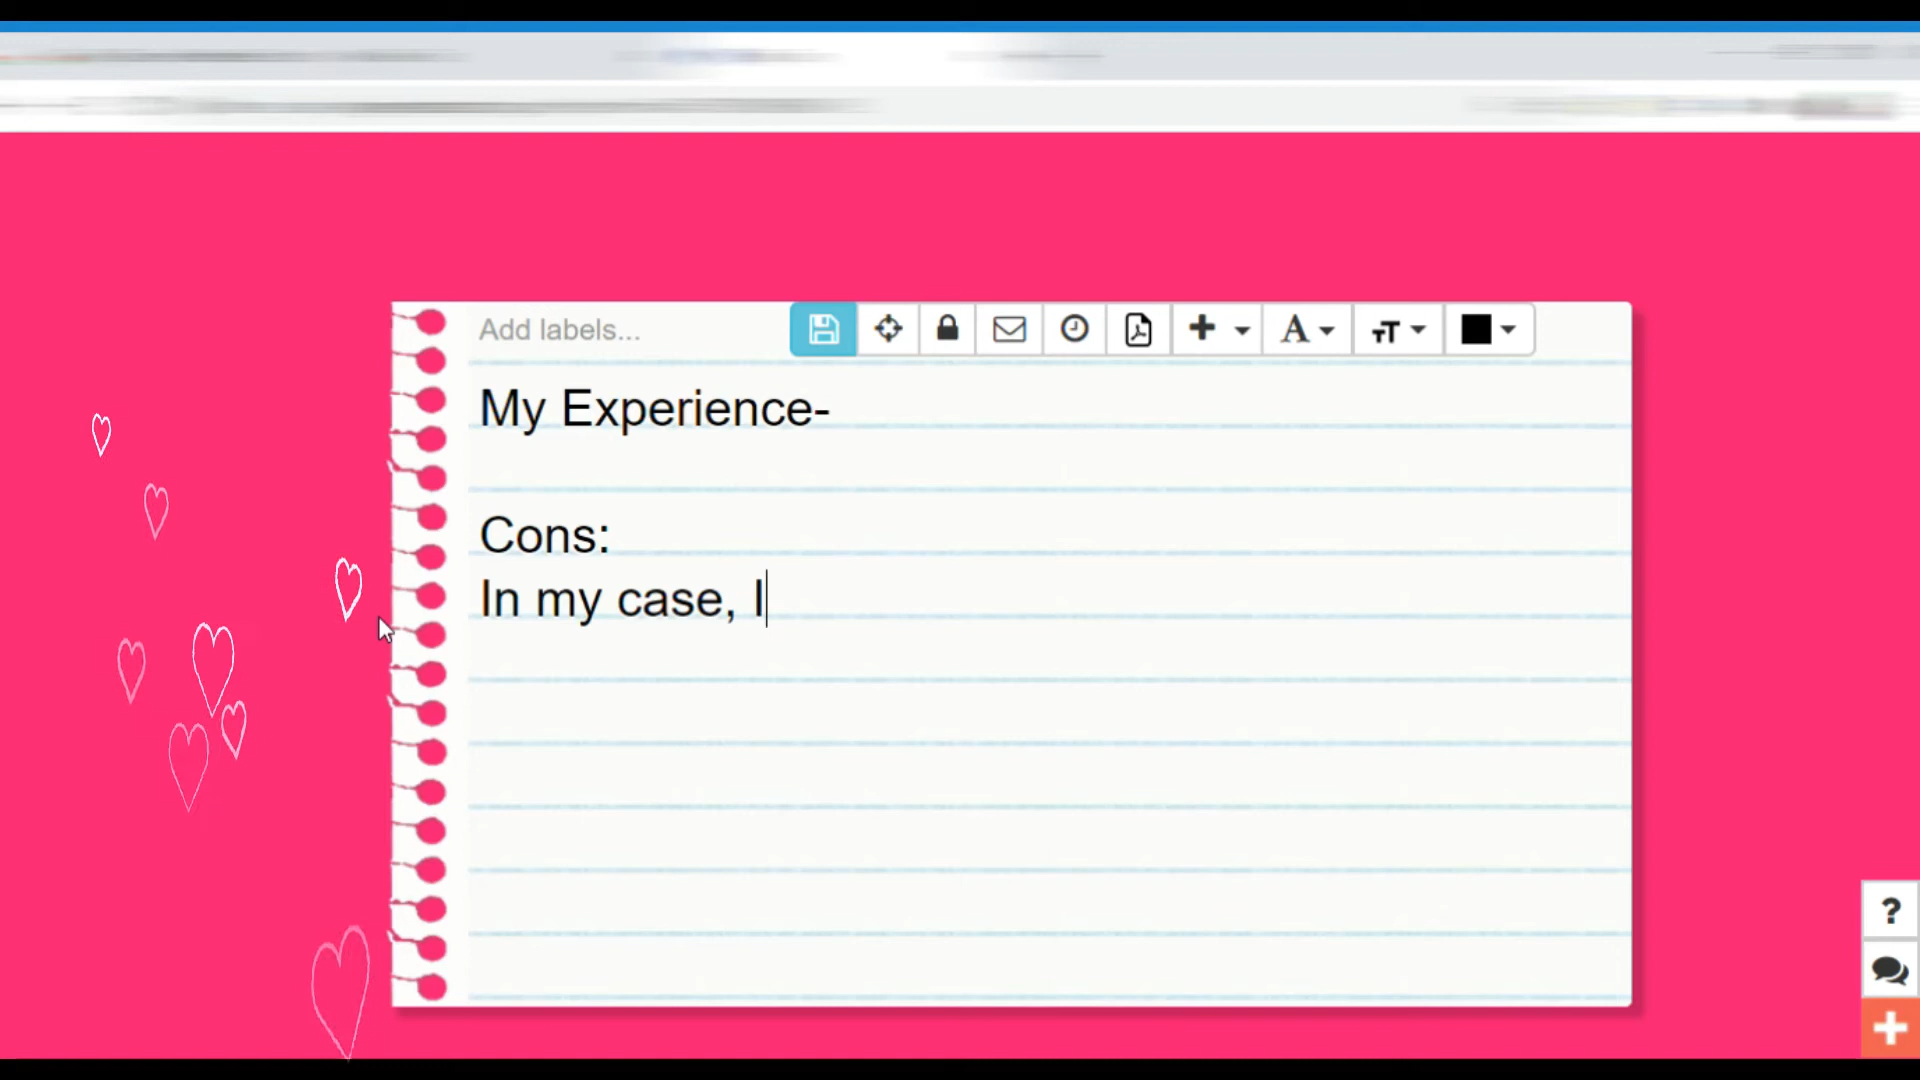 Add labels...
My Experience-
Cons:
In my case, I